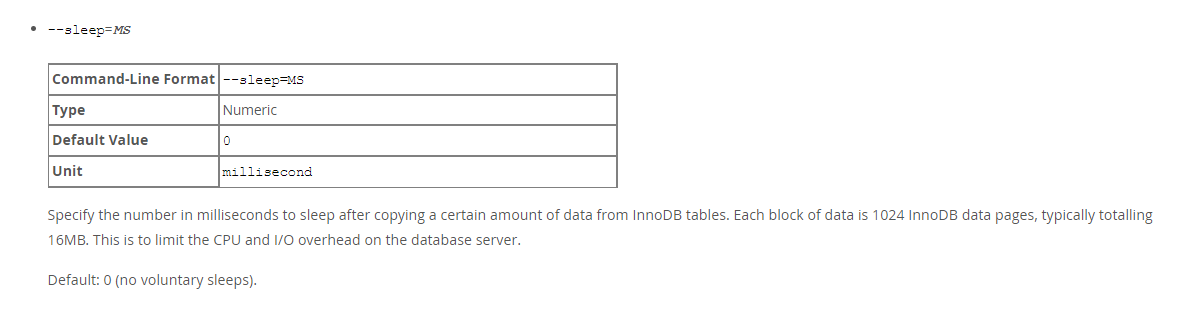 • --sleep=MS
Command-Line Format --sleep=MS
Type Numeric
Default Value 0
Unit millisecond
Specify the number in milliseconds to sleep after copying a certain amount of data from InnoDB tables. Each block of data is 1024 InnoDB data pages, typically totalling
16MB. This is to limit the CPU and I/O overhead on the database server.
Default: 0 (no voluntary sleeps).